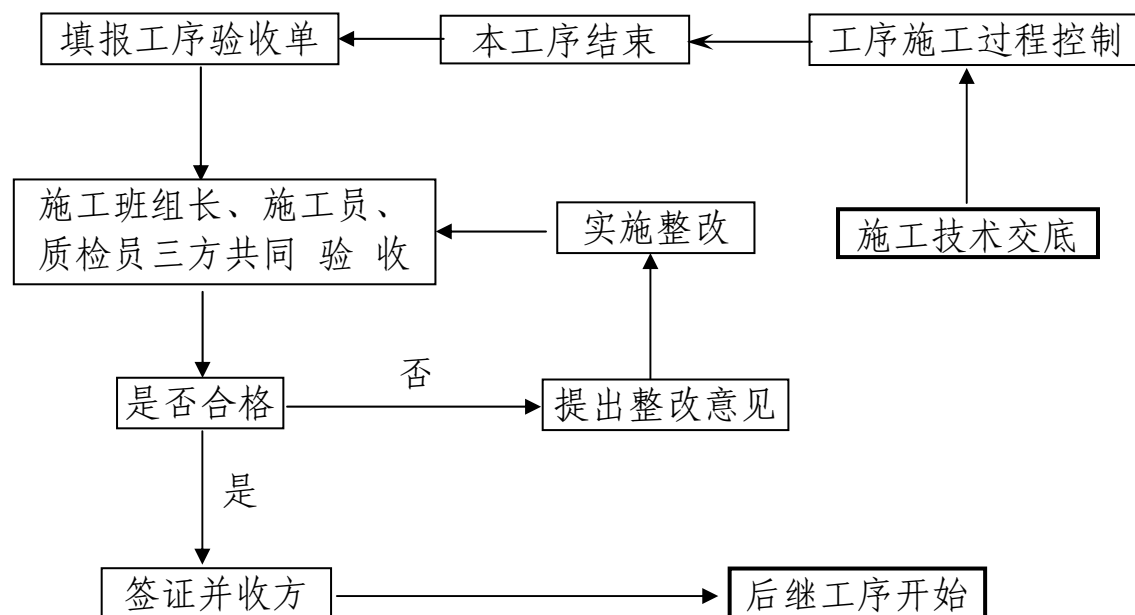 填报工序验收单
本工序结束
工序施工过程控制
施工班组长、施工员、
质检员三方共同 验 收
实施整改
施工技术交底
是否合格
否
提出整改意见
是
签证并收方
后继工序开始